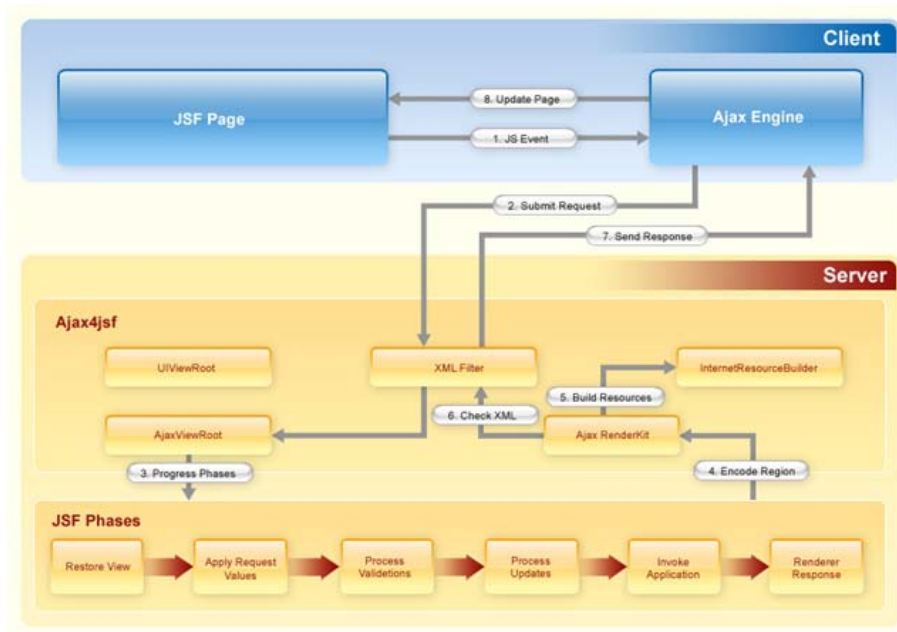 Client
JSF Page
8. Update Page
1. JS Event
Ajax Engine
2. Submit Request
7. Send Response
Server
Ajax4jsf
UIViewRoot
XML Filter
InternetResourceBuilder
5. Build Resources
6. Check XML
AjaxViewRoot
Ajax RenderKit
3. Progress Phases
4. Encode Region
JSF Phases
Restore View
Apply Request
Values
Process
Validetions
Process
Updates
Invoke
Application
Renderer
Response